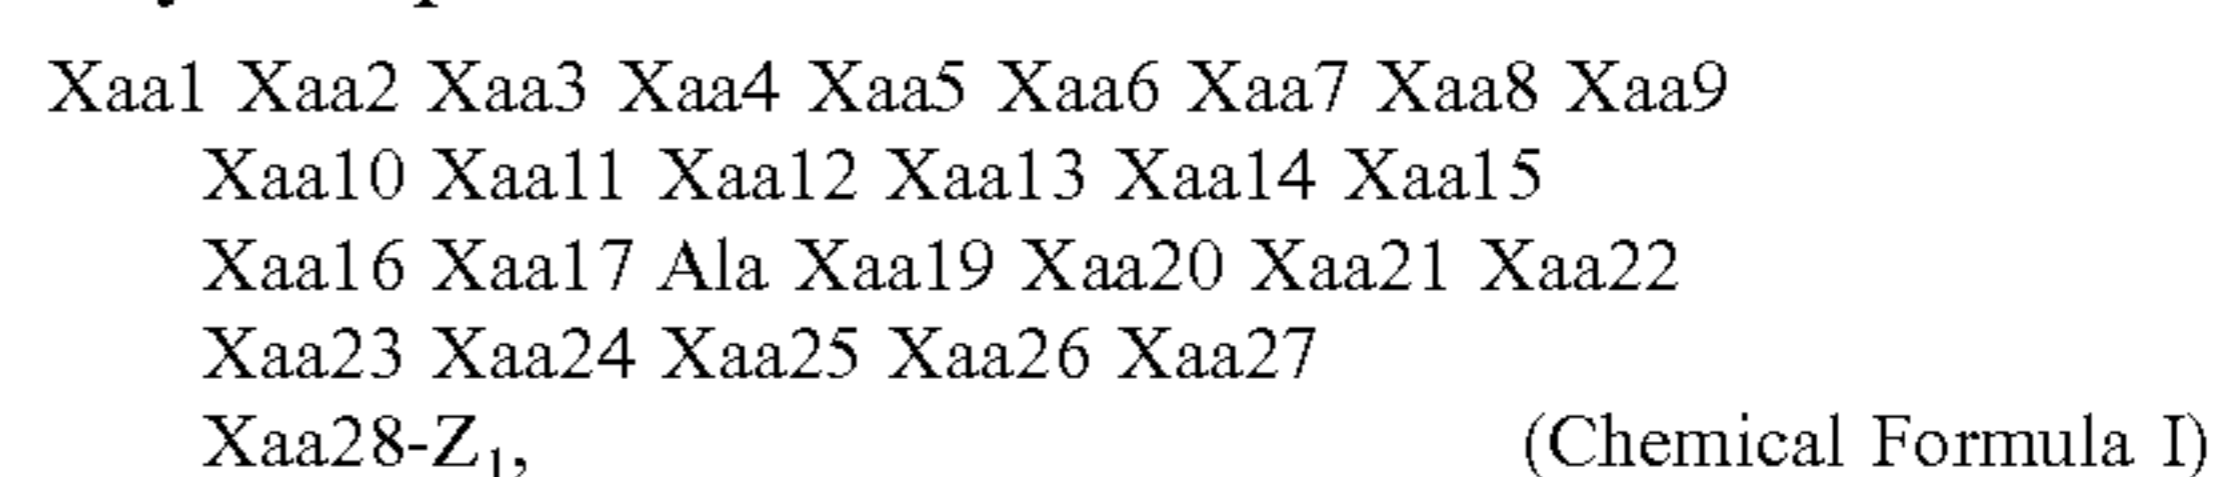 Xaa1 Xaa2 Xaa3 Xaa4 Xaa5 Xaa6 Xaa7 Xaa8 Xaa9
Xaa10 Xaa11 Xaa12 Xaa13 Xaa14 Xaa15
Xaa16 Xaa17 Ala Xaa19 Xaa20 Xaa21 Xaa22
Xaa23 Xaa24 Xaa25 Xaa26 Xaa27
Xaa28-Z₁, (Chemical Formula I)